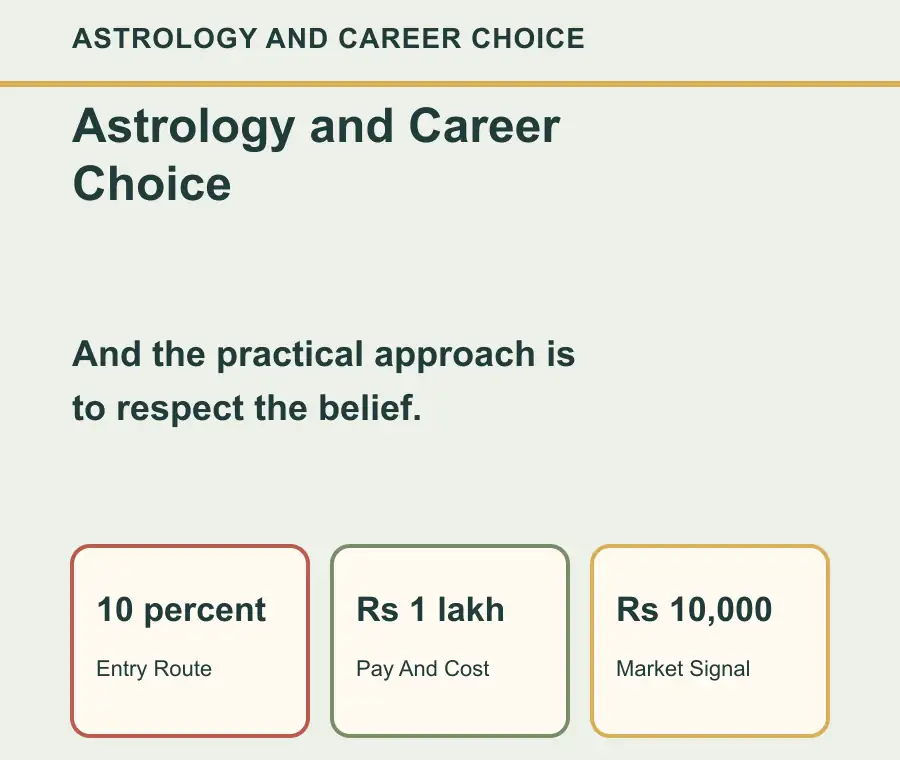 ASTROLOGY AND CAREER CHOICE
Astrology and Career
Choice
And the practical approach is
to respect the belief.
10 percent
Entry Route
Rs 1 lakh
Pay And Cost
Rs 10,000
Market Signal